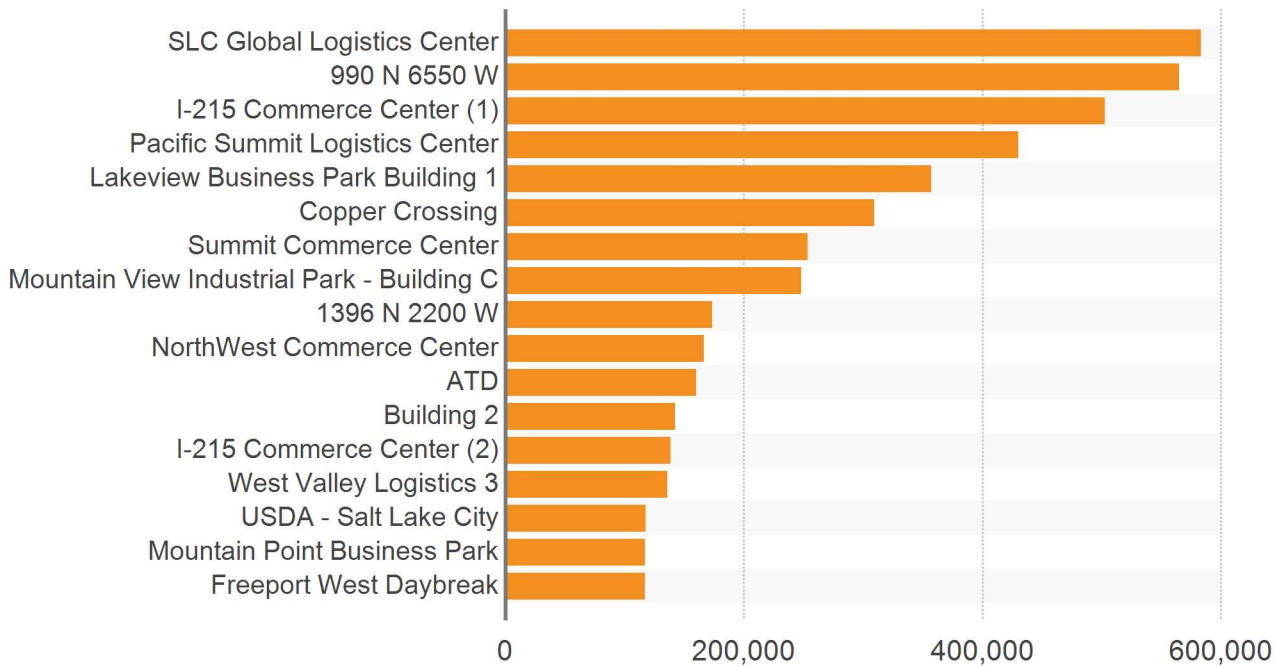 SLC Global Logistics Center
990 N 6550 W
I-215 Commerce Center (1)
Pacific Summit Logistics Center
Lakeview Business Park Building 1
Copper Crossing
Summit Commerce Center
Mountain View Industrial Park - Building C
1396 N 2200 W
NorthWest Commerce Center
ATD
Building 2
I-215 Commerce Center (2)
West Valley Logistics 3
USDA - Salt Lake City
Mountain Point Business Park
Freeport West Daybreak
0 200,000 400,000 600,000